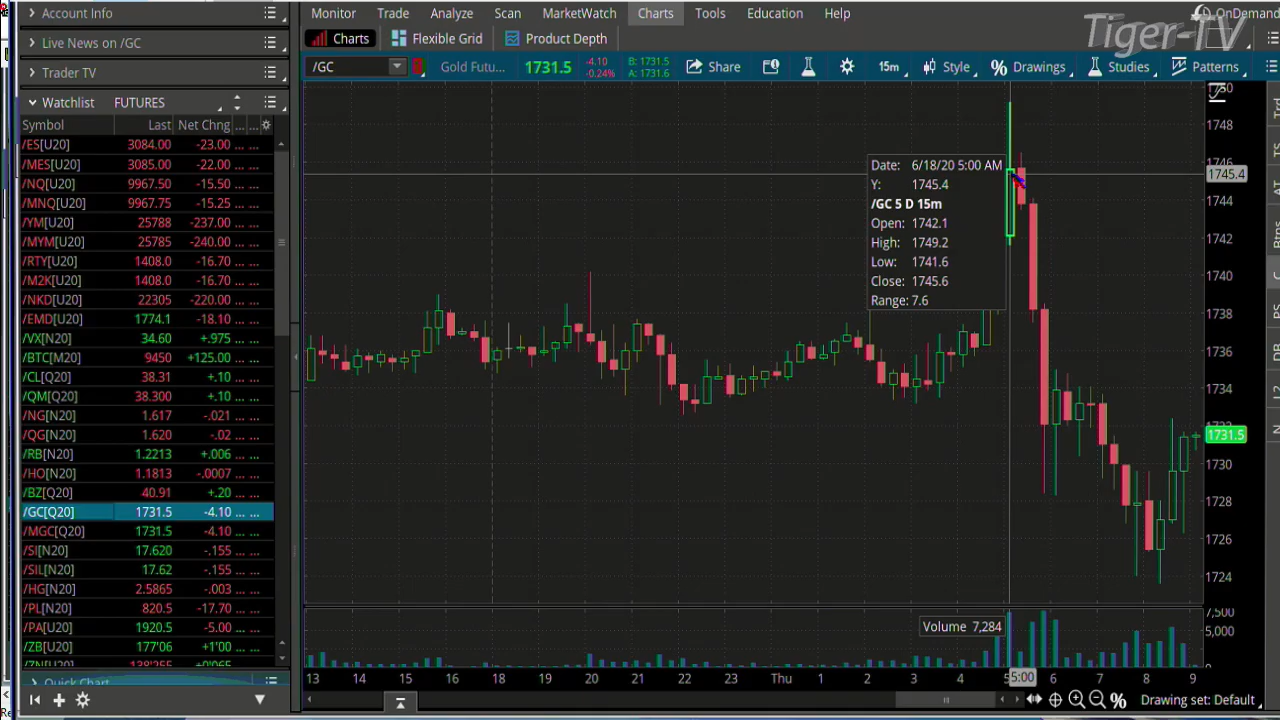 Account Info
Live News on /GC
Trader TV
Watchlist FUTURES
Symbol Last Net Chng ... ...
/ES[U20] 3084.00 -23.00 ... ...
/MES[U20] 3085.00 -22.00 ... ...
/NQ[U20] 9967.50 -15.50 ... ...
/MNQ[U20] 9967.75 -15.25 ... ...
/YM[U20] 25788 -237.00 ... ...
/MYM[U20] 25785 -240.00 ... ...
/RTY[U20] 1408.0 -16.70 ... ...
/M2K[U20] 1408.0 -16.70 ... ...
/NKD[U20] 22305 -220.00 ... ...
/EMD[U20] 1774.1 -18.10 ... ...
/VX[N20] 34.60 +.975 ... ...
/BTC[M20] 9450 +125.00 ... ...
/CL[Q20] 38.31 +.10 ... ...
/QM[Q20] 38.300 +.10 ... ...
/NG[N20] 1.617 -.021 ... ...
/QG[N20] 1.620 -.02 ... ...
/RB[N20] 1.2213 +.006 ... ...
/HO[N20] 1.1813 -.0007 ... ...
/BZ[Q20] 40.91 +.20 ... ...
/GC[Q20] 1731.5 -4.10 ... ...
/MGC[Q20] 1731.5 -4.10 ... ...
/SI[N20] 17.620 -.155 ... ...
/SIL[N20] 17.62 -.155 ... ...
/HG[N20] 2.5865 -.003 ... ...
/PL[N20] 820.5 -17.70 ... ...
/PA[U20] 1920.5 -5.00 ... ...
/ZB[U20] 177'06 +1'00 ... ...
/ZN[U20] 138'255 +0'065 ... ...
Quick Chart
Monitor Trade Analyze Scan MarketWatch Charts Tools Education Help
OnDemand
Tiger-TV
Charts Flexible Grid Product Depth
/GC Gold Futu... 1731.5 -4.10 -0.24% B: 1731.5 A: 1731.6 Share 15m Style Drawings Studies Patterns
1750
1748
1746
1745.4
1744
1742
1740
1738
1736
1734
1731.5
1730
1728
1726
1724
Date: 6/18/20 5:00 AM
Y: 1745.4
/GC 5 D 15m
Open: 1742.1
High: 1749.2
Low: 1741.6
Close: 1745.6
Range: 7.6
Volume 7,284
7,500
5,000
0
13 14 15 16 17 18 19 20 21 22 23 Thu 1 2 3 4 5 5:00 6 7 8 9
Drawing set: Default